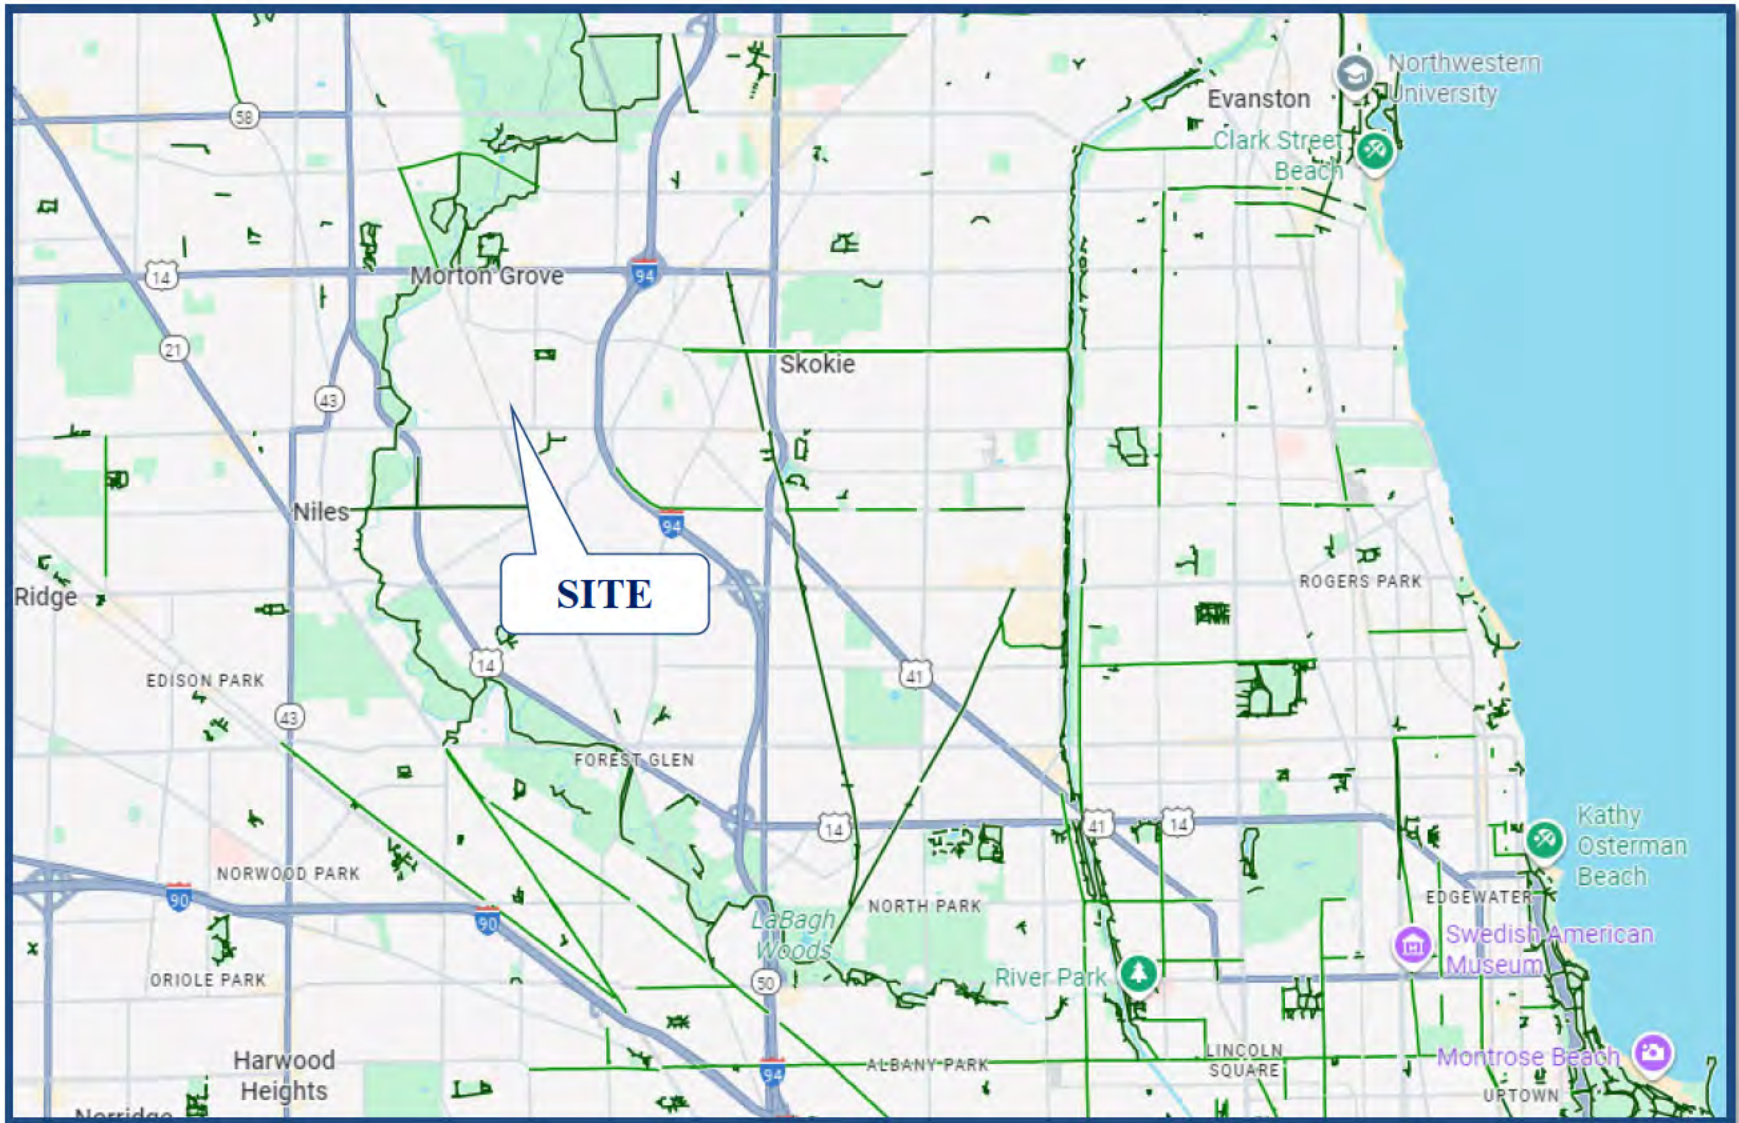 Northwestern
University
Evanston
58
Clark Street
Beach
14
Morton Grove
94
21
Skokie
43
Niles
94
SITE
ROGERS PARK
Ridge
14
41
EDISON PARK
43
FOREST GLEN
14
41
14
Kathy
Osterman
Beach
NORWOOD PARK
90
90
NORTH PARK
EDGEWATER
LaBagh
Woods
Swedish American
Museum
ORIOLE PARK
50
River Park
Harwood
Heights
94
ALBANY PARK
LINCOLN
SQUARE
Montrose Beach
UPTOWN
Norridge